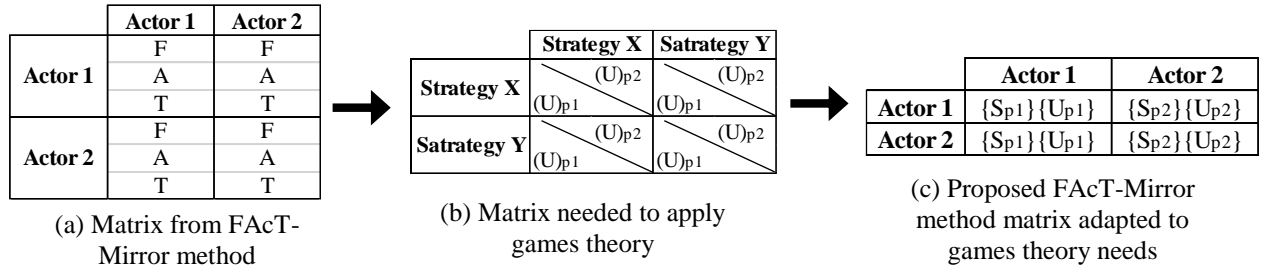 Actor 1 Actor 2
Actor 1
F F
A A
T T
Actor 2
F F
A A
T T
(a) Matrix from FAcT-
Mirror method
Strategy X Satrategy Y
Strategy X
(U)p2 (U)p2
(U)p1 (U)p1
Satrategy Y
(U)p2 (U)p2
(U)p1 (U)p1
(b) Matrix needed to apply
games theory
Actor 1 Actor 2
Actor 1 {Sp1}{Up1} {Sp2}{Up2}
Actor 2 {Sp1}{Up1} {Sp2}{Up2}
(c) Proposed FAcT-Mirror
method matrix adapted to
games theory needs